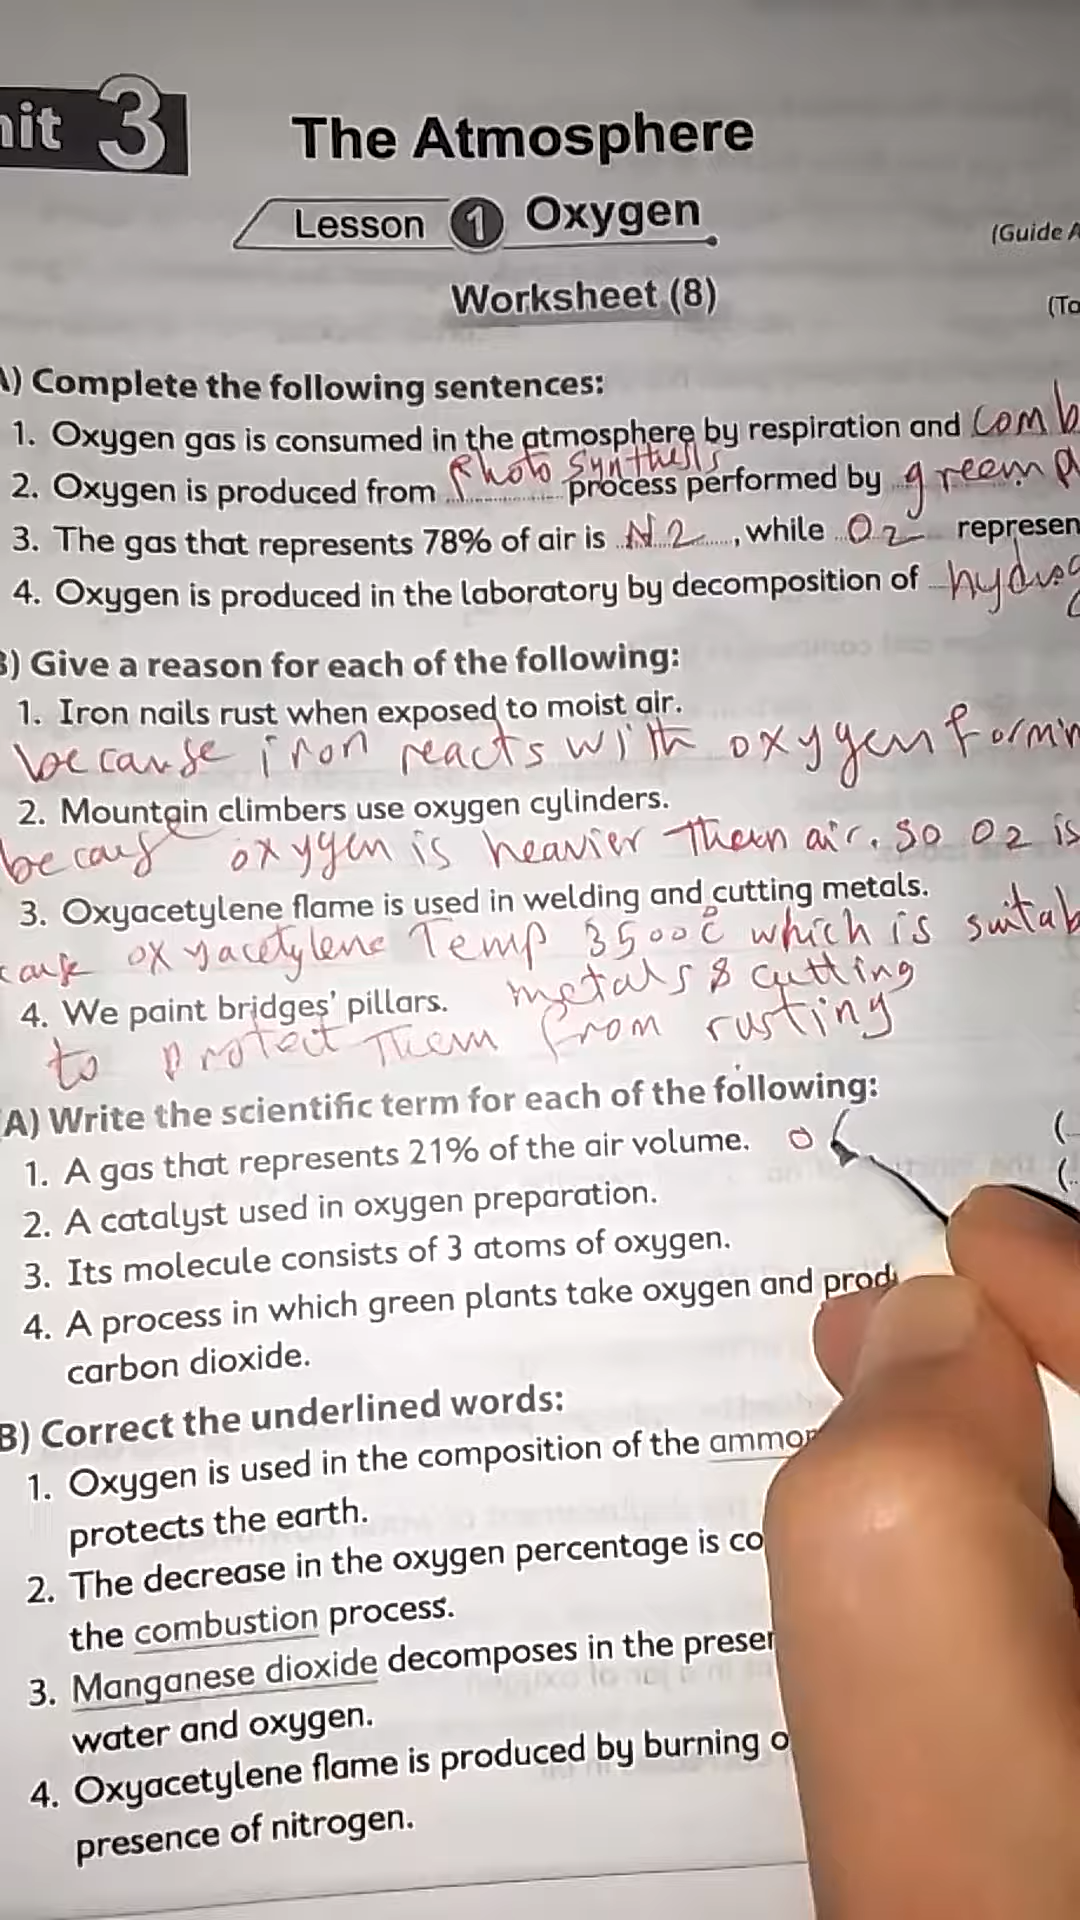 nit 3
The Atmosphere
Lesson 1 Oxygen
(Guide A
Worksheet (8)
(To
A) Complete the following sentences:
1. Oxygen gas is consumed in the atmosphere by respiration and comb
2. Oxygen is produced from Photo synthesis process performed by green p
3. The gas that represents 78% of air is N2, while O2 represen
4. Oxygen is produced in the laboratory by decomposition of hydrog
B) Give a reason for each of the following:
1. Iron nails rust when exposed to moist air.
because iron reacts with oxygen formin
2. Mountain climbers use oxygen cylinders.
because oxygen is heavier then air. So O2 is
3. Oxyacetylene flame is used in welding and cutting metals.
cause oxyacetylene Temp 3500°C which is suitab
metals & cutting
4. We paint bridges' pillars.
to protect Them from rusting
(A) Write the scientific term for each of the following:
1. A gas that represents 21% of the air volume. o
2. A catalyst used in oxygen preparation.
3. Its molecule consists of 3 atoms of oxygen.
4. A process in which green plants take oxygen and prod
carbon dioxide.
B) Correct the underlined words:
1. Oxygen is used in the composition of the ammon
protects the earth.
2. The decrease in the oxygen percentage is co
the combustion process.
3. Manganese dioxide decomposes in the presen
water and oxygen.
4. Oxyacetylene flame is produced by burning o
presence of nitrogen.